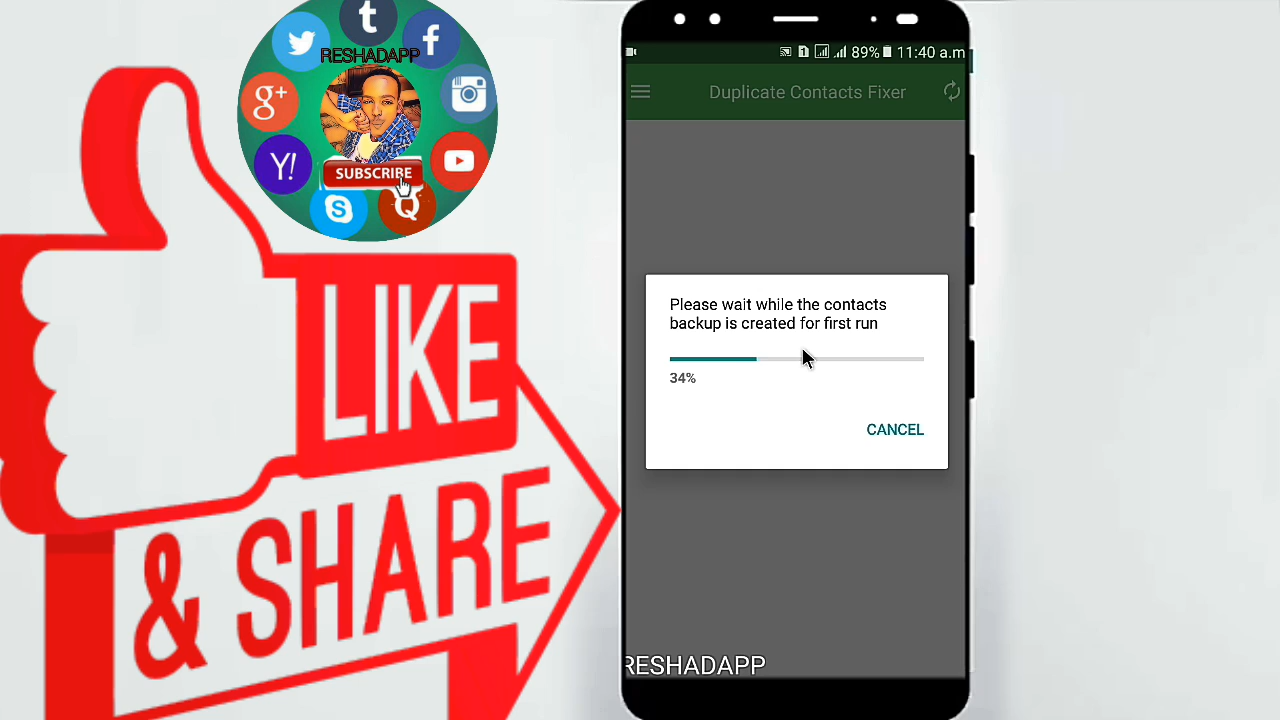 t
f
RESHADAPP
g+
Y!
SUBSCRIBE
S
Q
LIKE
& SHARE
89% 11:40 a.m
Duplicate Contacts Fixer
Please wait while the contacts
backup is created for first run
34%
CANCEL
RESHADAPP